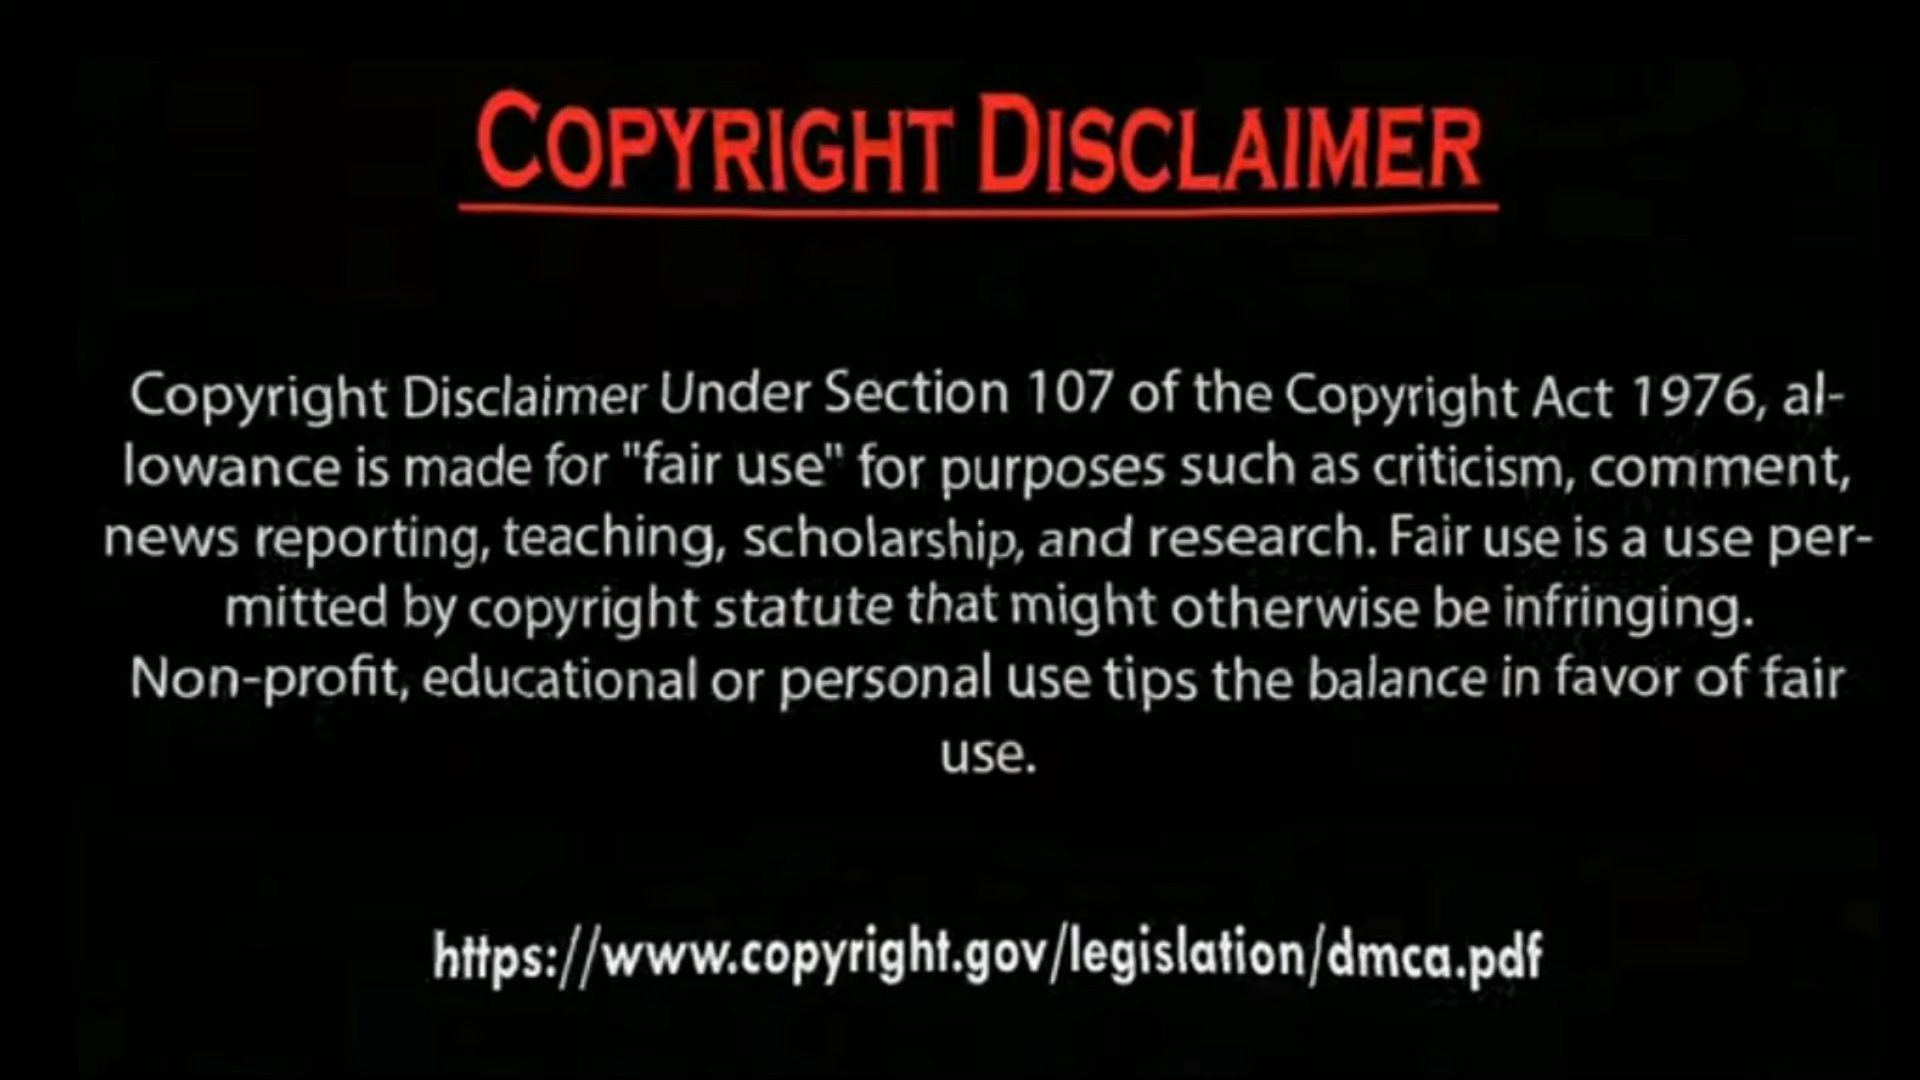 COPYRIGHT DISCLAIMER
Copyright Disclaimer Under Section 107 of the Copyright Act 1976, al-
lowance is made for "fair use" for purposes such as criticism, comment,
news reporting, teaching, scholarship, and research. Fair use is a use per-
mitted by copyright statute that might otherwise be infringing.
Non-profit, educational or personal use tips the balance in favor of fair
use.
https://www.copyright.gov/legislation/dmca.pdf